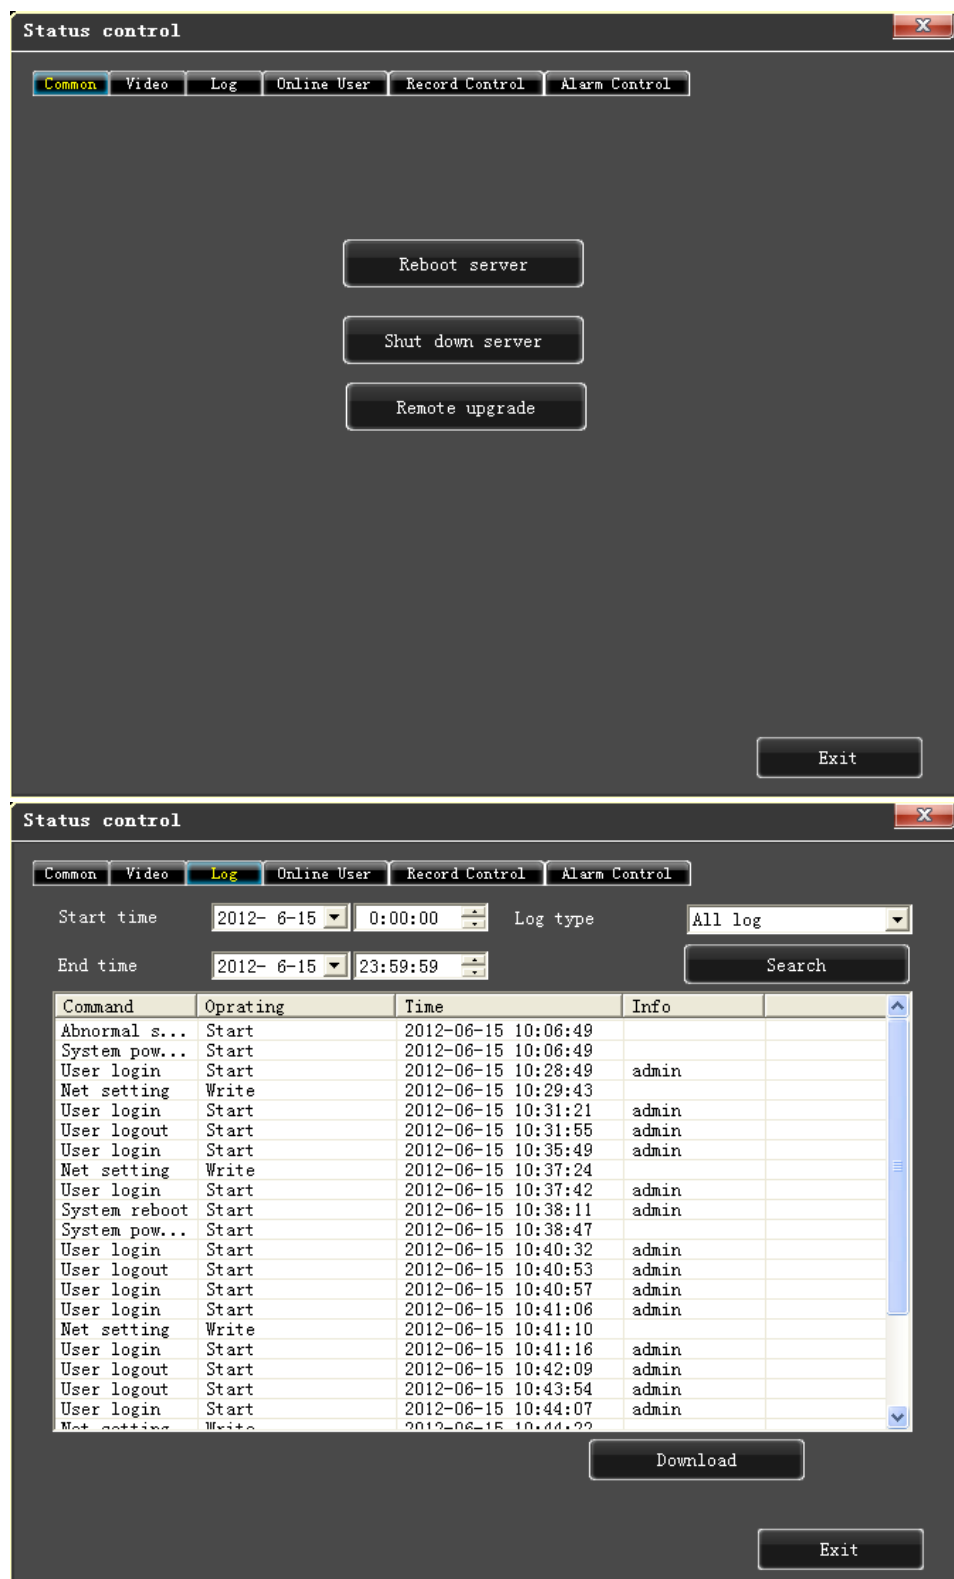 Status control
Common Video Log Online User Record Control Alarm Control
Reboot server
Shut down server
Remote upgrade
Exit
Status control
Common Video Log Online User Record Control Alarm Control
Start time 2012- 6-15 0:00:00 Log type All log
End time 2012- 6-15 23:59:59 Search
Command Oprating Time Info
Abnormal s... Start 2012-06-15 10:06:49
System pow... Start 2012-06-15 10:06:49
User login Start 2012-06-15 10:28:49 admin
Net setting Write 2012-06-15 10:29:43
User login Start 2012-06-15 10:31:21 admin
User logout Start 2012-06-15 10:31:55 admin
User login Start 2012-06-15 10:35:49 admin
Net setting Write 2012-06-15 10:37:24
User login Start 2012-06-15 10:37:42 admin
System reboot Start 2012-06-15 10:38:11 admin
System pow... Start 2012-06-15 10:38:47
User login Start 2012-06-15 10:40:32 admin
User logout Start 2012-06-15 10:40:53 admin
User login Start 2012-06-15 10:40:57 admin
User login Start 2012-06-15 10:41:06 admin
Net setting Write 2012-06-15 10:41:10
User login Start 2012-06-15 10:41:16 admin
User logout Start 2012-06-15 10:42:09 admin
User logout Start 2012-06-15 10:43:54 admin
User login Start 2012-06-15 10:44:07 admin
Net setting Write 2012-06-15 10:44:22
Download
Exit